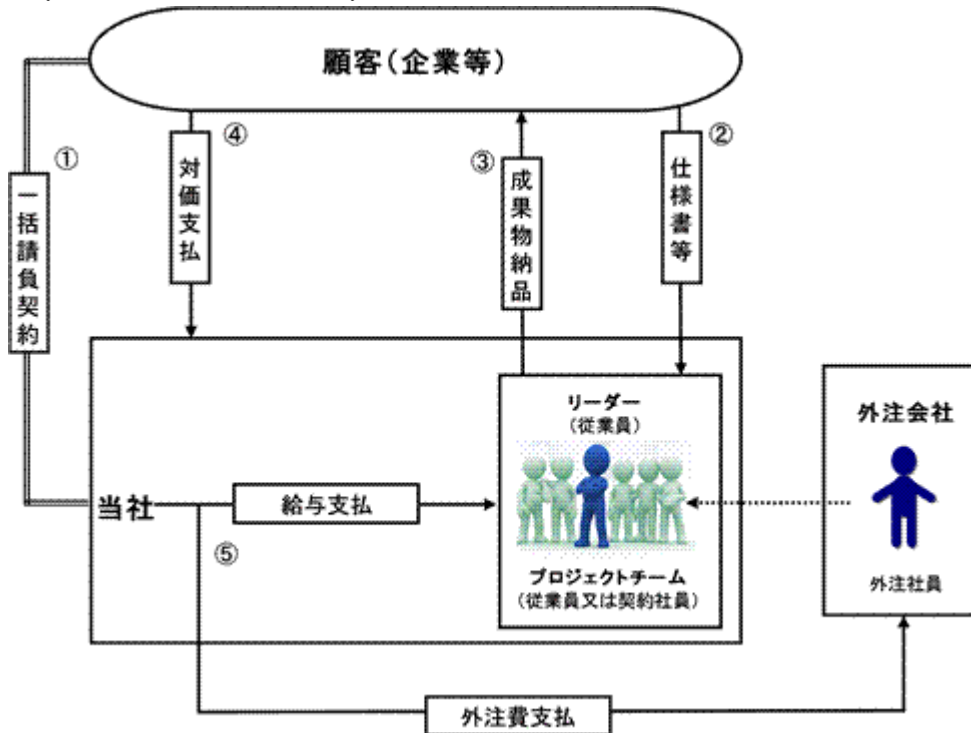 顧客(企業等)
①
一括請負契約
④
対価支払
③
成果物納品
②
仕様書等
リーダー
(従業員)
プロジェクトチーム
(従業員又は契約社員)
当社
給与支払
⑤
外注会社
外注社員
外注費支払